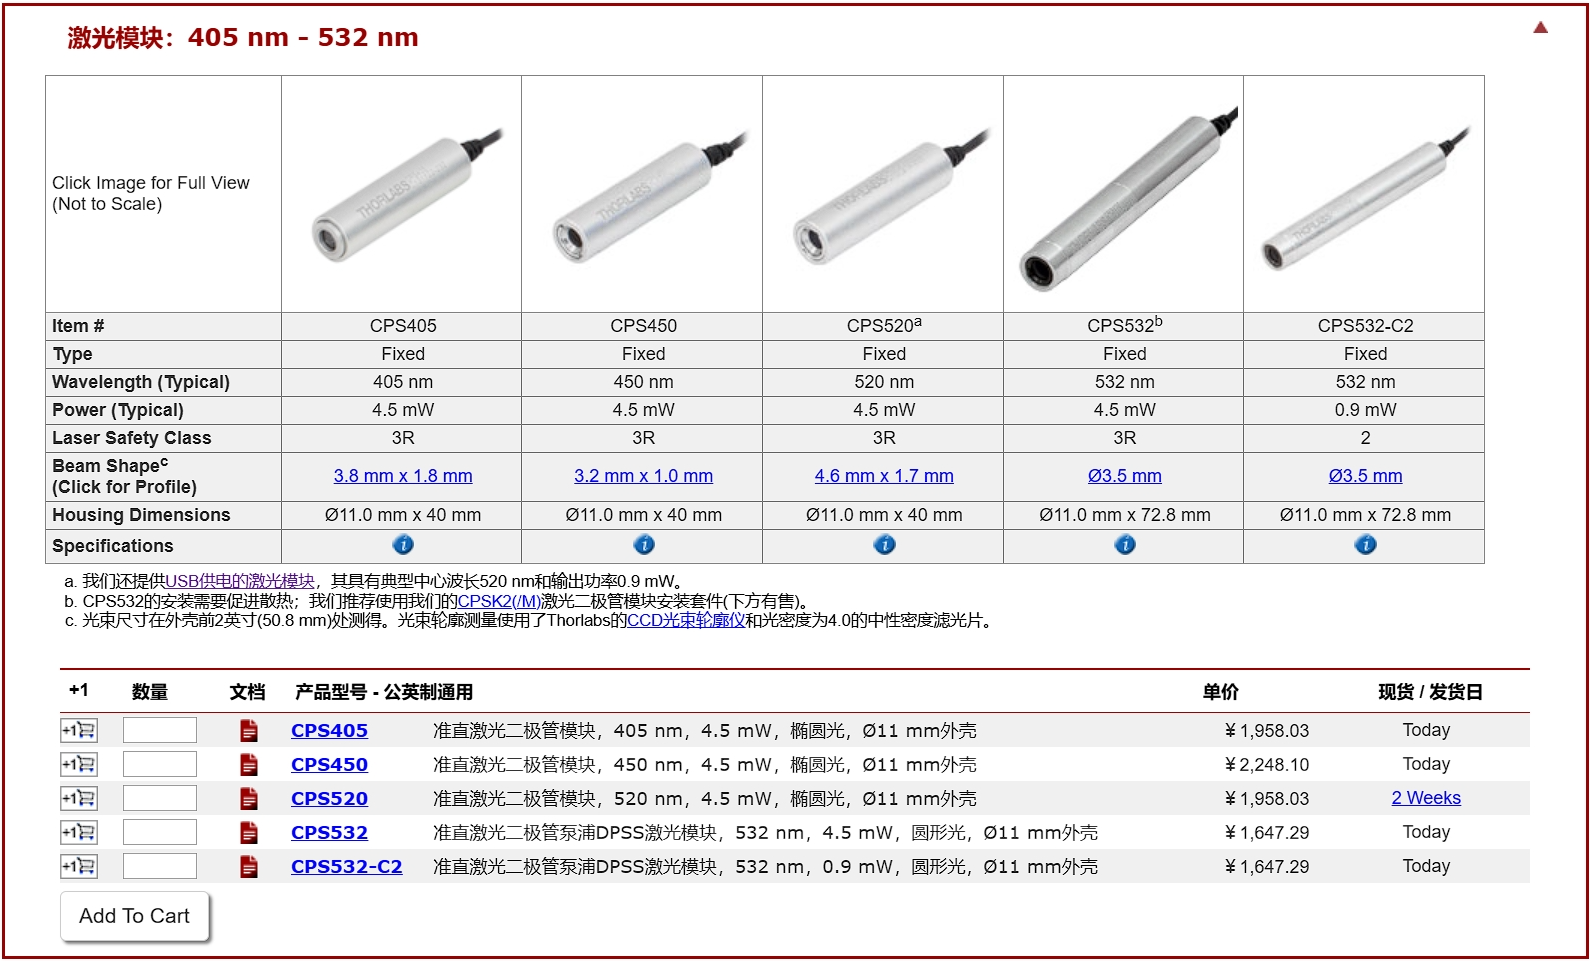 激光模块：405 nm - 532 nm
Click Image for Full View
(Not to Scale)
THORLABS
THORLABS
THORLABS
THORLABS
Item # CPS405 CPS450 CPS520a CPS532b CPS532-C2
Type Fixed Fixed Fixed Fixed Fixed
Wavelength (Typical) 405 nm 450 nm 520 nm 532 nm 532 nm
Power (Typical) 4.5 mW 4.5 mW 4.5 mW 4.5 mW 0.9 mW
Laser Safety Class 3R 3R 3R 3R 2
Beam Shapec
(Click for Profile) 3.8 mm x 1.8 mm 3.2 mm x 1.0 mm 4.6 mm x 1.7 mm Ø3.5 mm Ø3.5 mm
Housing Dimensions Ø11.0 mm x 40 mm Ø11.0 mm x 40 mm Ø11.0 mm x 40 mm Ø11.0 mm x 72.8 mm Ø11.0 mm x 72.8 mm
Specifications i i i i i
a. 我们还提供USB供电的激光模块，其具有典型中心波长520 nm和输出功率0.9 mW。
b. CPS532的安装需要促进散热；我们推荐使用我们的CPSK2(/M)激光二极管模块安装套件(下方有售)。
c. 光束尺寸在外壳前2英寸(50.8 mm)处测得。光束轮廓测量使用了Thorlabs的CCD光束轮廓仪和光密度为4.0的中性密度滤光片。
+1 数量 文档 产品型号 - 公英制通用 单价 现货 / 发货日
+1 CPS405 准直激光二极管模块，405 nm，4.5 mW，椭圆光，Ø11 mm外壳 ￥1,958.03 Today
+1 CPS450 准直激光二极管模块，450 nm，4.5 mW，椭圆光，Ø11 mm外壳 ￥2,248.10 Today
+1 CPS520 准直激光二极管模块，520 nm，4.5 mW，椭圆光，Ø11 mm外壳 ￥1,958.03 2 Weeks
+1 CPS532 准直激光二极管泵浦DPSS激光模块，532 nm，4.5 mW，圆形光，Ø11 mm外壳 ￥1,647.29 Today
+1 CPS532-C2 准直激光二极管泵浦DPSS激光模块，532 nm，0.9 mW，圆形光，Ø11 mm外壳 ￥1,647.29 Today
Add To Cart